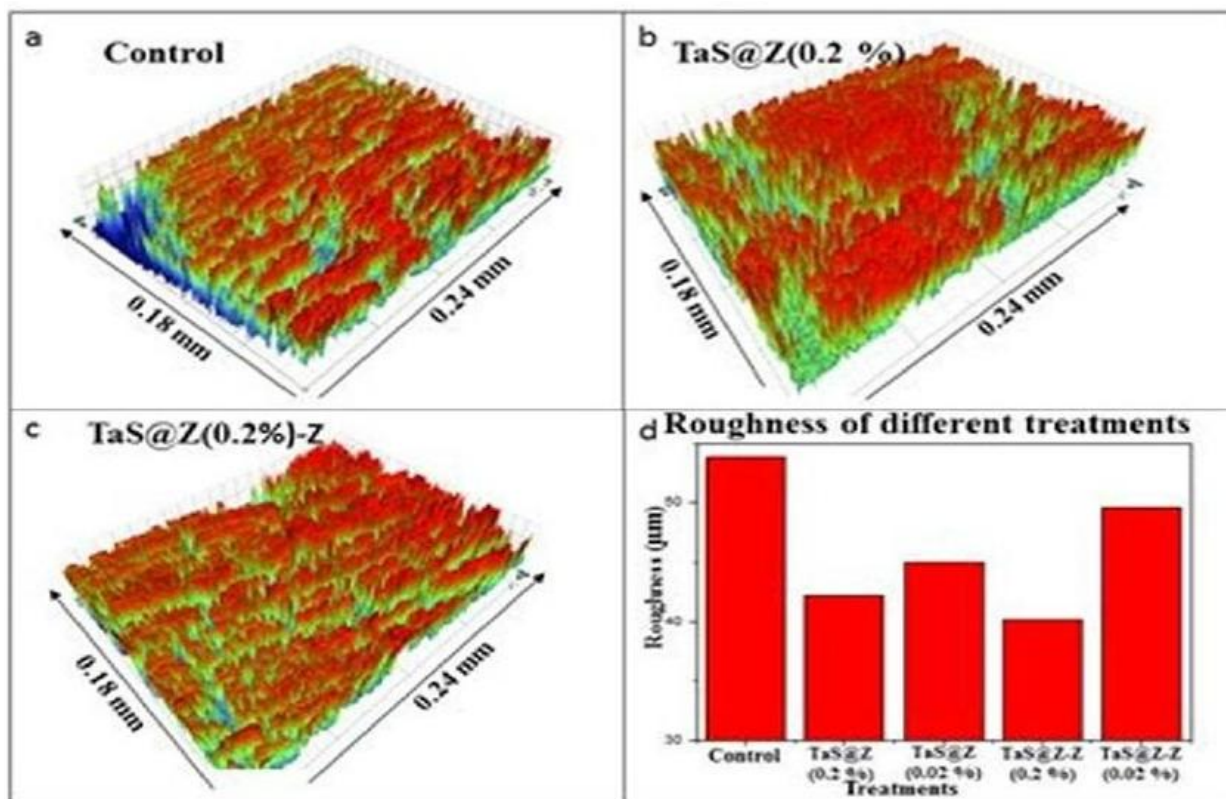 a
Control
0.18 mm
0.24 mm
b
TaS@Z(0.2 %)
0.18 mm
0.24 mm
c
TaS@Z(0.2%)-Z
0.18 mm
0.24 mm
d
Roughness of different treatments
Roughness (µm)
50
40
30
Control
TaS@Z
(0.2 %)
TaS@Z
(0.02 %)
TaS@Z-Z
(0.2 %)
TaS@Z-Z
(0.02 %)
Treatments